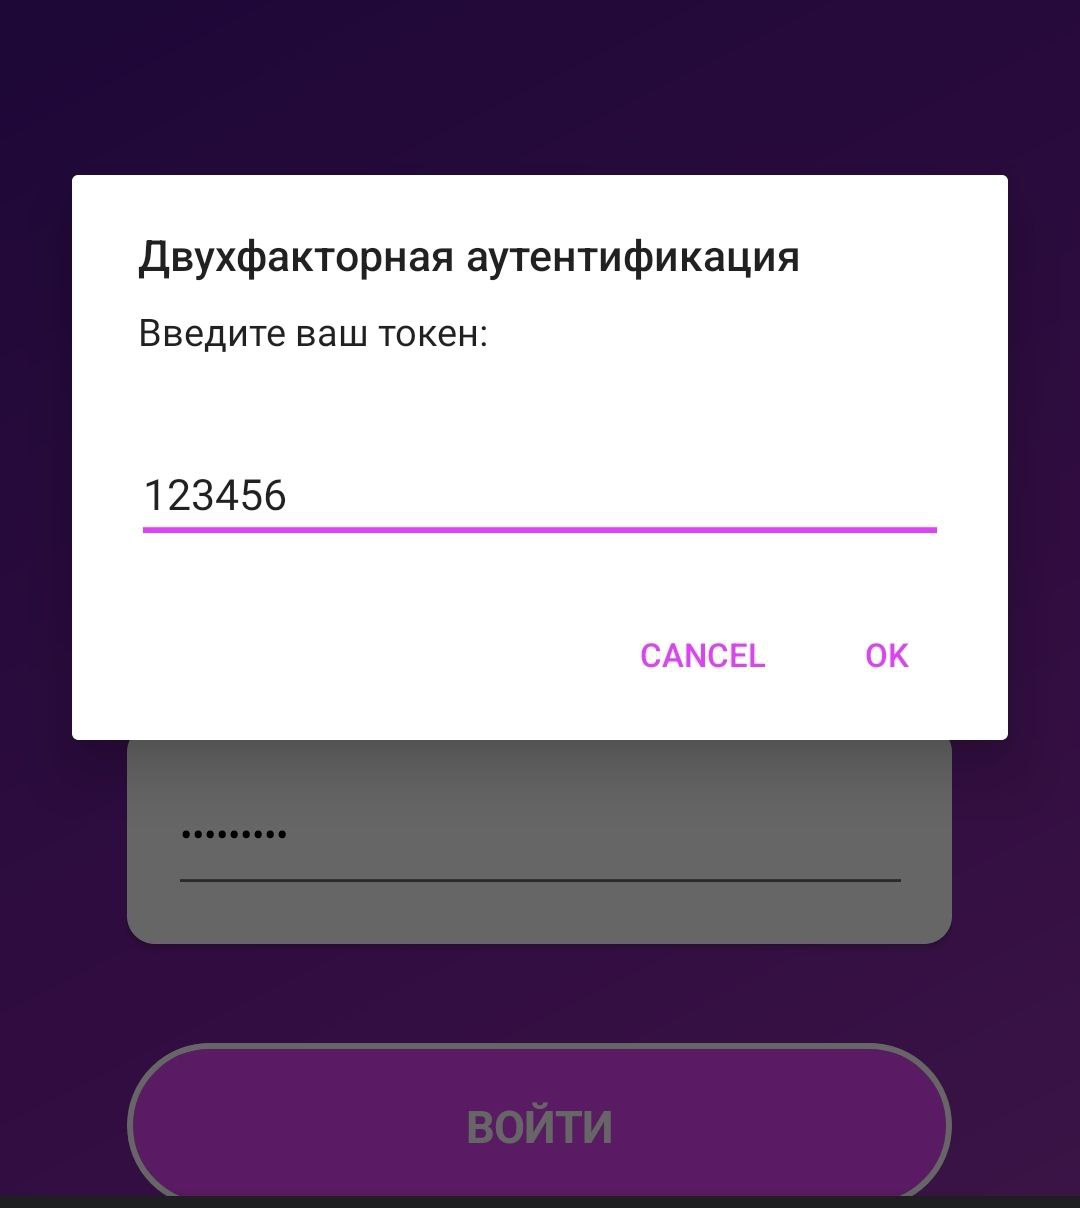 Двухфакторная аутентификация
Введите ваш токен:
123456
CANCEL OK
•••••••••
ВОЙТИ